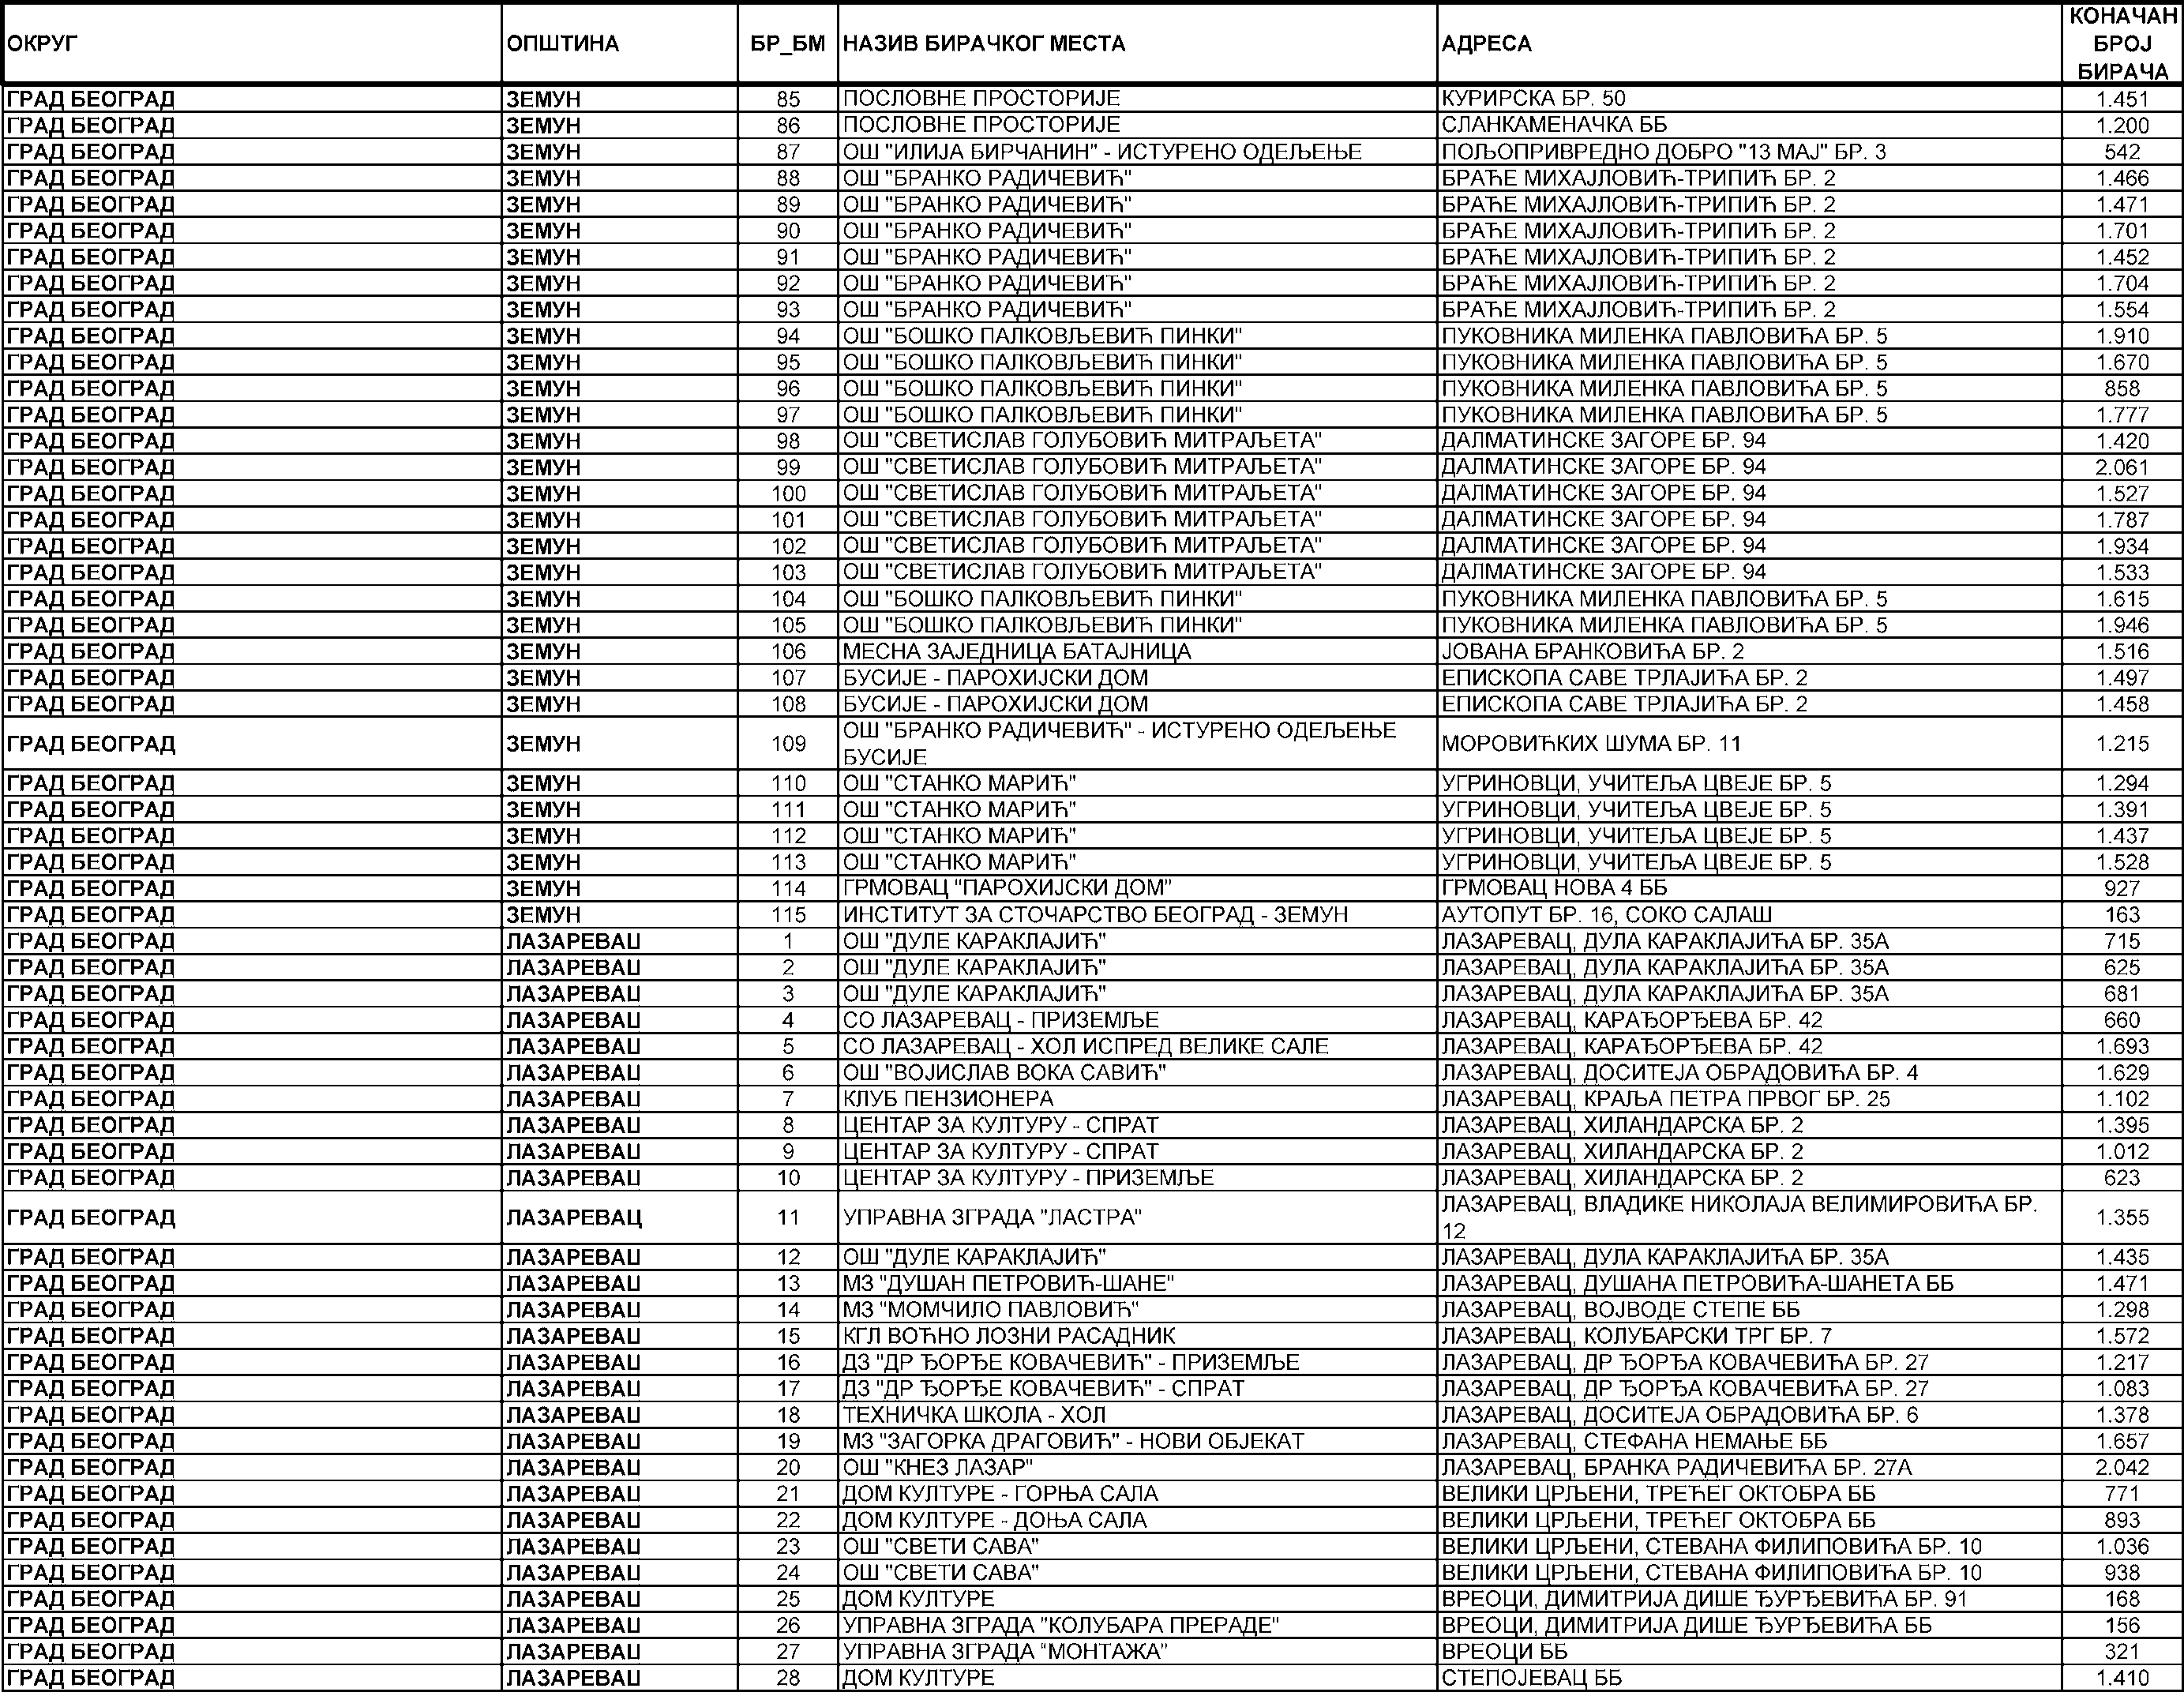 ОКРУГ ОПШТИНА БР_БМ НАЗИВ БИРАЧКОГ МЕСТА АДРЕСА КОНАЧАН БРОЈ БИРАЧА
ГРАД БЕОГРАД ЗЕМУН 85 ПОСЛОВНЕ ПРОСТОРИЈЕ КУРИРСКА БР. 50 1.451
ГРАД БЕОГРАД ЗЕМУН 86 ПОСЛОВНЕ ПРОСТОРИЈЕ СЛАНКАМЕНАЧКА ББ 1.200
ГРАД БЕОГРАД ЗЕМУН 87 ОШ "ИЛИЈА БИРЧАНИН" - ИСТУРЕНО ОДЕЉЕЊЕ ПОЉОПРИВРЕДНО ДОБРО "13 МАЈ" БР. 3 542
ГРАД БЕОГРАД ЗЕМУН 88 ОШ "БРАНКО РАДИЧЕВИЋ" БРАЋЕ МИХАЈЛОВИЋ-ТРИПИЋ БР. 2 1.466
ГРАД БЕОГРАД ЗЕМУН 89 ОШ "БРАНКО РАДИЧЕВИЋ" БРАЋЕ МИХАЈЛОВИЋ-ТРИПИЋ БР. 2 1.471
ГРАД БЕОГРАД ЗЕМУН 90 ОШ "БРАНКО РАДИЧЕВИЋ" БРАЋЕ МИХАЈЛОВИЋ-ТРИПИЋ БР. 2 1.701
ГРАД БЕОГРАД ЗЕМУН 91 ОШ "БРАНКО РАДИЧЕВИЋ" БРАЋЕ МИХАЈЛОВИЋ-ТРИПИЋ БР. 2 1.452
ГРАД БЕОГРАД ЗЕМУН 92 ОШ "БРАНКО РАДИЧЕВИЋ" БРАЋЕ МИХАЈЛОВИЋ-ТРИПИЋ БР. 2 1.704
ГРАД БЕОГРАД ЗЕМУН 93 ОШ "БРАНКО РАДИЧЕВИЋ" БРАЋЕ МИХАЈЛОВИЋ-ТРИПИЋ БР. 2 1.554
ГРАД БЕОГРАД ЗЕМУН 94 ОШ "БОШКО ПАЛКОВЉЕВИЋ ПИНКИ" ПУКОВНИКА МИЛЕНКА ПАВЛОВИЋА БР. 5 1.910
ГРАД БЕОГРАД ЗЕМУН 95 ОШ "БОШКО ПАЛКОВЉЕВИЋ ПИНКИ" ПУКОВНИКА МИЛЕНКА ПАВЛОВИЋА БР. 5 1.670
ГРАД БЕОГРАД ЗЕМУН 96 ОШ "БОШКО ПАЛКОВЉЕВИЋ ПИНКИ" ПУКОВНИКА МИЛЕНКА ПАВЛОВИЋА БР. 5 858
ГРАД БЕОГРАД ЗЕМУН 97 ОШ "БОШКО ПАЛКОВЉЕВИЋ ПИНКИ" ПУКОВНИКА МИЛЕНКА ПАВЛОВИЋА БР. 5 1.777
ГРАД БЕОГРАД ЗЕМУН 98 ОШ "СВЕТИСЛАВ ГОЛУБОВИЋ МИТРАЉЕТА" ДАЛМАТИНСКЕ ЗАГОРЕ БР. 94 1.420
ГРАД БЕОГРАД ЗЕМУН 99 ОШ "СВЕТИСЛАВ ГОЛУБОВИЋ МИТРАЉЕТА" ДАЛМАТИНСКЕ ЗАГОРЕ БР. 94 2.061
ГРАД БЕОГРАД ЗЕМУН 100 ОШ "СВЕТИСЛАВ ГОЛУБОВИЋ МИТРАЉЕТА" ДАЛМАТИНСКЕ ЗАГОРЕ БР. 94 1.527
ГРАД БЕОГРАД ЗЕМУН 101 ОШ "СВЕТИСЛАВ ГОЛУБОВИЋ МИТРАЉЕТА" ДАЛМАТИНСКЕ ЗАГОРЕ БР. 94 1.787
ГРАД БЕОГРАД ЗЕМУН 102 ОШ "СВЕТИСЛАВ ГОЛУБОВИЋ МИТРАЉЕТА" ДАЛМАТИНСКЕ ЗАГОРЕ БР. 94 1.934
ГРАД БЕОГРАД ЗЕМУН 103 ОШ "СВЕТИСЛАВ ГОЛУБОВИЋ МИТРАЉЕТА" ДАЛМАТИНСКЕ ЗАГОРЕ БР. 94 1.533
ГРАД БЕОГРАД ЗЕМУН 104 ОШ "БОШКО ПАЛКОВЉЕВИЋ ПИНКИ" ПУКОВНИКА МИЛЕНКА ПАВЛОВИЋА БР. 5 1.615
ГРАД БЕОГРАД ЗЕМУН 105 ОШ "БОШКО ПАЛКОВЉЕВИЋ ПИНКИ" ПУКОВНИКА МИЛЕНКА ПАВЛОВИЋА БР. 5 1.946
ГРАД БЕОГРАД ЗЕМУН 106 МЕСНА ЗАЈЕДНИЦА БАТАЈНИЦА ЈОВАНА БРАНКОВИЋА БР. 2 1.516
ГРАД БЕОГРАД ЗЕМУН 107 БУСИЈЕ - ПАРОХИЈСКИ ДОМ ЕПИСКОПА САВЕ ТРЛАЈИЋА БР. 2 1.497
ГРАД БЕОГРАД ЗЕМУН 108 БУСИЈЕ - ПАРОХИЈСКИ ДОМ ЕПИСКОПА САВЕ ТРЛАЈИЋА БР. 2 1.458
ГРАД БЕОГРАД ЗЕМУН 109 ОШ "БРАНКО РАДИЧЕВИЋ" - ИСТУРЕНО ОДЕЉЕЊЕ БУСИЈЕ МОРОВИЋКИХ ШУМА БР. 11 1.215
ГРАД БЕОГРАД ЗЕМУН 110 ОШ "СТАНКО МАРИЋ" УГРИНОВЦИ, УЧИТЕЉА ЦВЕЈЕ БР. 5 1.294
ГРАД БЕОГРАД ЗЕМУН 111 ОШ "СТАНКО МАРИЋ" УГРИНОВЦИ, УЧИТЕЉА ЦВЕЈЕ БР. 5 1.391
ГРАД БЕОГРАД ЗЕМУН 112 ОШ "СТАНКО МАРИЋ" УГРИНОВЦИ, УЧИТЕЉА ЦВЕЈЕ БР. 5 1.437
ГРАД БЕОГРАД ЗЕМУН 113 ОШ "СТАНКО МАРИЋ" УГРИНОВЦИ, УЧИТЕЉА ЦВЕЈЕ БР. 5 1.528
ГРАД БЕОГРАД ЗЕМУН 114 ГРМОВАЦ "ПАРОХИЈСКИ ДОМ" ГРМОВАЦ НОВА 4 ББ 927
ГРАД БЕОГРАД ЗЕМУН 115 ИНСТИТУТ ЗА СТОЧАРСТВО БЕОГРАД - ЗЕМУН АУТОПУТ БР. 16, СОКО САЛАШ 163
ГРАД БЕОГРАД ЛАЗАРЕВАЦ 1 ОШ "ДУЛЕ КАРАКЛАЈИЋ" ЛАЗАРЕВАЦ, ДУЛА КАРАКЛАЈИЋА БР. 35А 715
ГРАД БЕОГРАД ЛАЗАРЕВАЦ 2 ОШ "ДУЛЕ КАРАКЛАЈИЋ" ЛАЗАРЕВАЦ, ДУЛА КАРАКЛАЈИЋА БР. 35А 625
ГРАД БЕОГРАД ЛАЗАРЕВАЦ 3 ОШ "ДУЛЕ КАРАКЛАЈИЋ" ЛАЗАРЕВАЦ, ДУЛА КАРАКЛАЈИЋА БР. 35А 681
ГРАД БЕОГРАД ЛАЗАРЕВАЦ 4 СО ЛАЗАРЕВАЦ - ПРИЗЕМЉЕ ЛАЗАРЕВАЦ, КАРАЂОРЂЕВА БР. 42 660
ГРАД БЕОГРАД ЛАЗАРЕВАЦ 5 СО ЛАЗАРЕВАЦ - ХОЛ ИСПРЕД ВЕЛИКЕ САЛЕ ЛАЗАРЕВАЦ, КАРАЂОРЂЕВА БР. 42 1.693
ГРАД БЕОГРАД ЛАЗАРЕВАЦ 6 ОШ "ВОЈИСЛАВ ВОКА САВИЋ" ЛАЗАРЕВАЦ, ДОСИТЕЈА ОБРАДОВИЋА БР. 4 1.629
ГРАД БЕОГРАД ЛАЗАРЕВАЦ 7 КЛУБ ПЕНЗИОНЕРА ЛАЗАРЕВАЦ, КРАЉА ПЕТРА ПРВОГ БР. 25 1.102
ГРАД БЕОГРАД ЛАЗАРЕВАЦ 8 ЦЕНТАР ЗА КУЛТУРУ - СПРАТ ЛАЗАРЕВАЦ, ХИЛАНДАРСКА БР. 2 1.395
ГРАД БЕОГРАД ЛАЗАРЕВАЦ 9 ЦЕНТАР ЗА КУЛТУРУ - СПРАТ ЛАЗАРЕВАЦ, ХИЛАНДАРСКА БР. 2 1.012
ГРАД БЕОГРАД ЛАЗАРЕВАЦ 10 ЦЕНТАР ЗА КУЛТУРУ - ПРИЗЕМЉЕ ЛАЗАРЕВАЦ, ХИЛАНДАРСКА БР. 2 623
ГРАД БЕОГРАД ЛАЗАРЕВАЦ 11 УПРАВНА ЗГРАДА "ЛАСТРА" ЛАЗАРЕВАЦ, ВЛАДИКЕ НИКОЛАЈА ВЕЛИМИРОВИЋА БР. 12 1.355
ГРАД БЕОГРАД ЛАЗАРЕВАЦ 12 ОШ "ДУЛЕ КАРАКЛАЈИЋ" ЛАЗАРЕВАЦ, ДУЛА КАРАКЛАЈИЋА БР. 35А 1.435
ГРАД БЕОГРАД ЛАЗАРЕВАЦ 13 МЗ "ДУШАН ПЕТРОВИЋ-ШАНЕ" ЛАЗАРЕВАЦ, ДУШАНА ПЕТРОВИЋА-ШАНЕТА ББ 1.471
ГРАД БЕОГРАД ЛАЗАРЕВАЦ 14 МЗ "МОМЧИЛО ПАВЛОВИЋ" ЛАЗАРЕВАЦ, ВОЈВОДЕ СТЕПЕ ББ 1.298
ГРАД БЕОГРАД ЛАЗАРЕВАЦ 15 КГЛ ВОЋНО ЛОЗНИ РАСАДНИК ЛАЗАРЕВАЦ, КОЛУБАРСКИ ТРГ БР. 7 1.572
ГРАД БЕОГРАД ЛАЗАРЕВАЦ 16 ДЗ "ДР ЂОРЂЕ КОВАЧЕВИЋ" - ПРИЗЕМЉЕ ЛАЗАРЕВАЦ, ДР ЂОРЂА КОВАЧЕВИЋА БР. 27 1.217
ГРАД БЕОГРАД ЛАЗАРЕВАЦ 17 ДЗ "ДР ЂОРЂЕ КОВАЧЕВИЋ" - СПРАТ ЛАЗАРЕВАЦ, ДР ЂОРЂА КОВАЧЕВИЋА БР. 27 1.083
ГРАД БЕОГРАД ЛАЗАРЕВАЦ 18 ТЕХНИЧКА ШКОЛА - ХОЛ ЛАЗАРЕВАЦ, ДОСИТЕЈА ОБРАДОВИЋА БР. 6 1.378
ГРАД БЕОГРАД ЛАЗАРЕВАЦ 19 МЗ "ЗАГОРКА ДРАГОВИЋ" - НОВИ ОБЈЕКАТ ЛАЗАРЕВАЦ, СТЕФАНА НЕМАЊЕ ББ 1.657
ГРАД БЕОГРАД ЛАЗАРЕВАЦ 20 ОШ "КНЕЗ ЛАЗАР" ЛАЗАРЕВАЦ, БРАНКА РАДИЧЕВИЋА БР. 27А 2.042
ГРАД БЕОГРАД ЛАЗАРЕВАЦ 21 ДОМ КУЛТУРЕ - ГОРЊА САЛА ВЕЛИКИ ЦРЉЕНИ, ТРЕЋЕГ ОКТОБРА ББ 771
ГРАД БЕОГРАД ЛАЗАРЕВАЦ 22 ДОМ КУЛТУРЕ - ДОЊА САЛА ВЕЛИКИ ЦРЉЕНИ, ТРЕЋЕГ ОКТОБРА ББ 893
ГРАД БЕОГРАД ЛАЗАРЕВАЦ 23 ОШ "СВЕТИ САВА" ВЕЛИКИ ЦРЉЕНИ, СТЕВАНА ФИЛИПОВИЋА БР. 10 1.036
ГРАД БЕОГРАД ЛАЗАРЕВАЦ 24 ОШ "СВЕТИ САВА" ВЕЛИКИ ЦРЉЕНИ, СТЕВАНА ФИЛИПОВИЋА БР. 10 938
ГРАД БЕОГРАД ЛАЗАРЕВАЦ 25 ДОМ КУЛТУРЕ ВРЕОЦИ, ДИМИТРИЈА ДИШЕ ЂУРЂЕВИЋА БР. 91 168
ГРАД БЕОГРАД ЛАЗАРЕВАЦ 26 УПРАВНА ЗГРАДА "КОЛУБАРА ПРЕРАДЕ" ВРЕОЦИ, ДИМИТРИЈА ДИШЕ ЂУРЂЕВИЋА ББ 156
ГРАД БЕОГРАД ЛАЗАРЕВАЦ 27 УПРАВНА ЗГРАДА "МОНТАЖА" ВРЕОЦИ ББ 321
ГРАД БЕОГРАД ЛАЗАРЕВАЦ 28 ДОМ КУЛТУРЕ СТЕПОЈЕВАЦ ББ 1.410